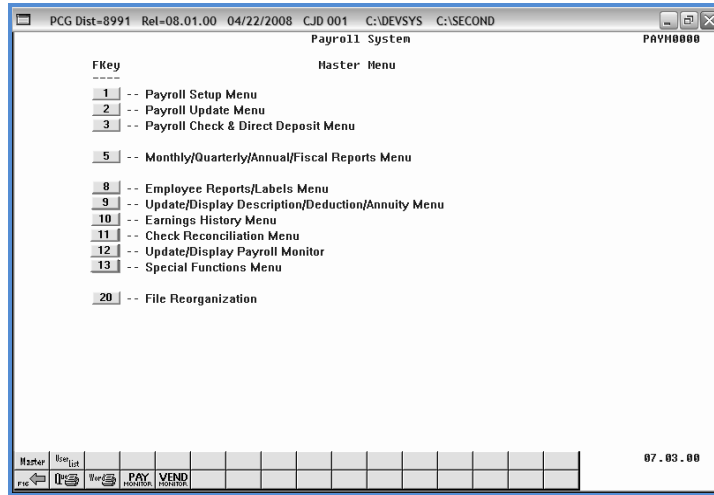 PCG Dist=8991 Rel=08.01.00 04/22/2008 CJD 001 C:\DEVSYS C:\SECOND
Payroll System PAYM0000
FKey Master Menu
----
1 -- Payroll Setup Menu
2 -- Payroll Update Menu
3 -- Payroll Check & Direct Deposit Menu
5 -- Monthly/Quarterly/Annual/Fiscal Reports Menu
8 -- Employee Reports/Labels Menu
9 -- Update/Display Description/Deduction/Annuity Menu
10 -- Earnings History Menu
11 -- Check Reconciliation Menu
12 -- Update/Display Payroll Monitor
13 -- Special Functions Menu
20 -- File Reorganization
Master User List 07.03.00
F16 Que Word PAY MONITOR VEND MONITOR